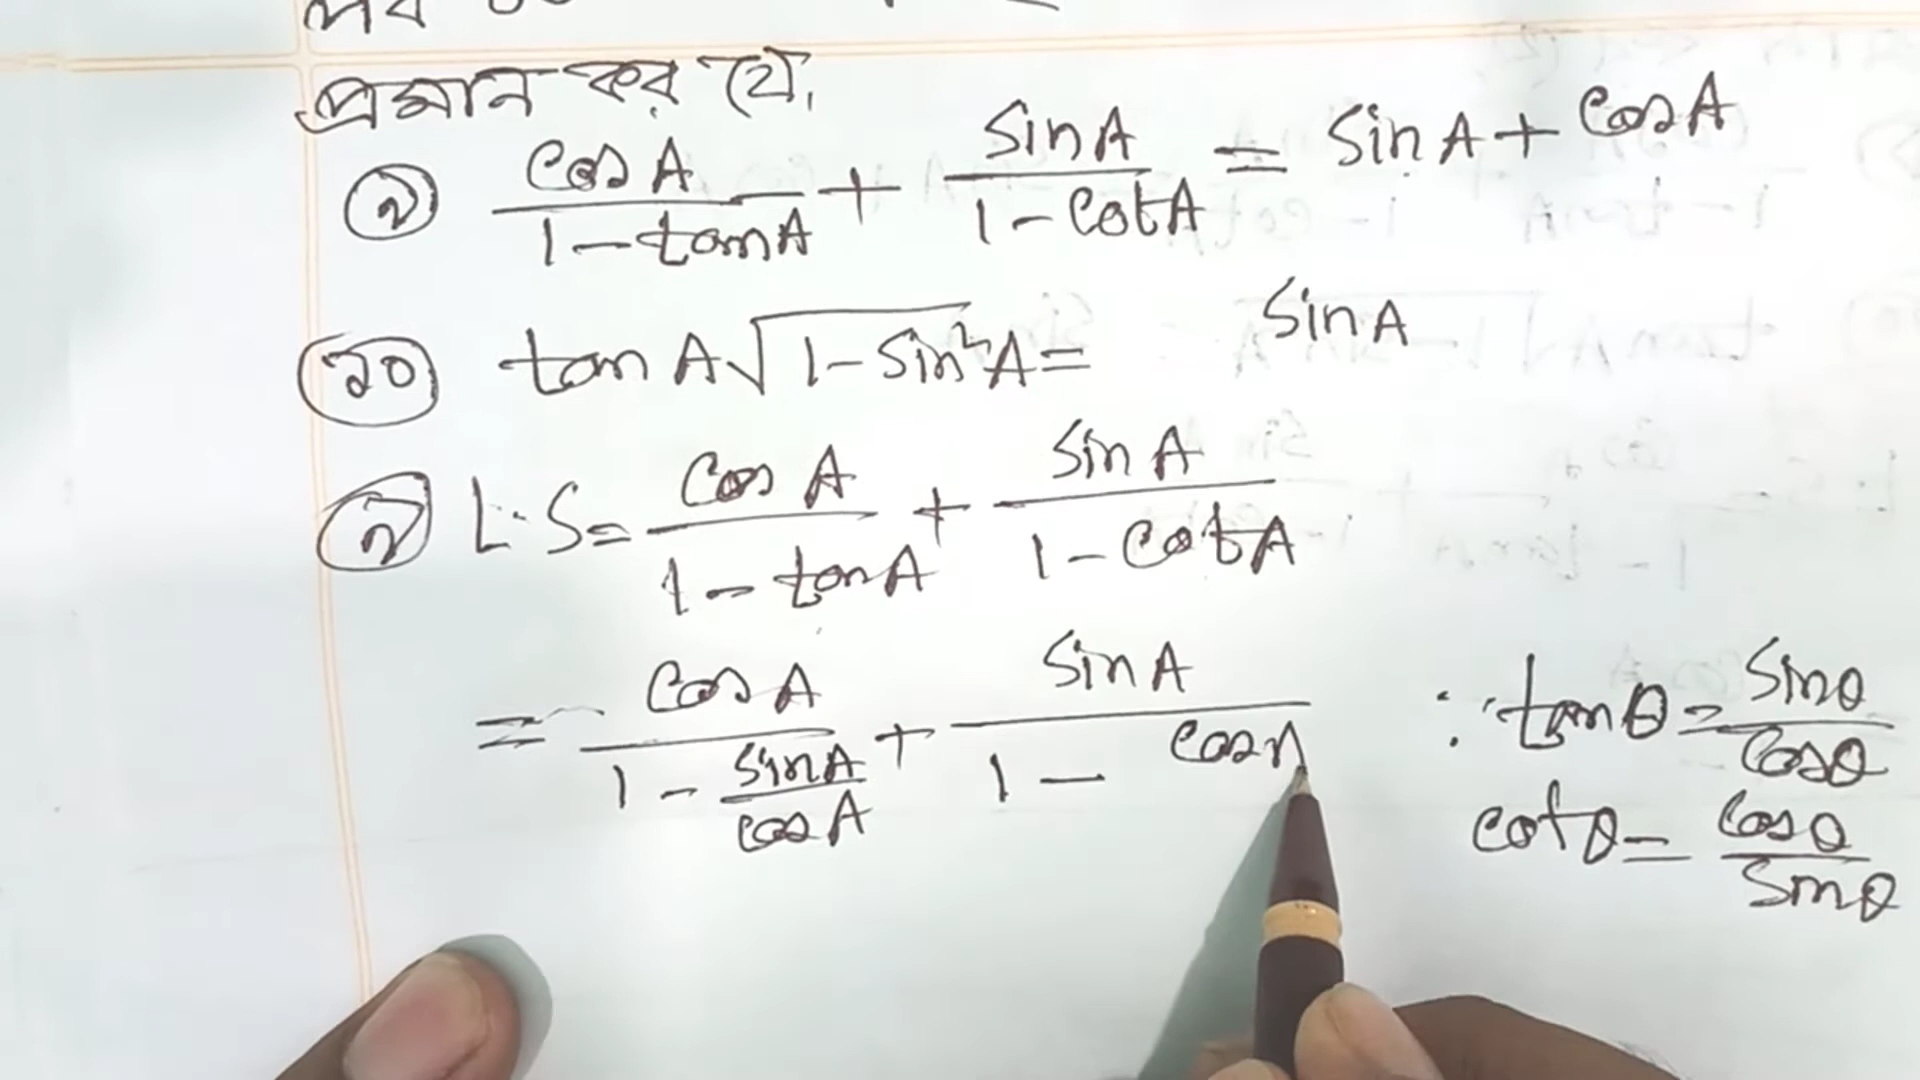 প্রমান কর যে,
৯ cosA/(1-tanA) + sinA/(1-cotA) = sinA + cosA
১০ tanA√(1-sin²A) = sinA
৯ L.S = cosA/(1-tanA) + sinA/(1-cotA)
= cosA/(1 - sinA/cosA) + sinA/(1 - cosA
∵ tanθ = sinθ/cosθ
cotθ = cosθ/sinθ